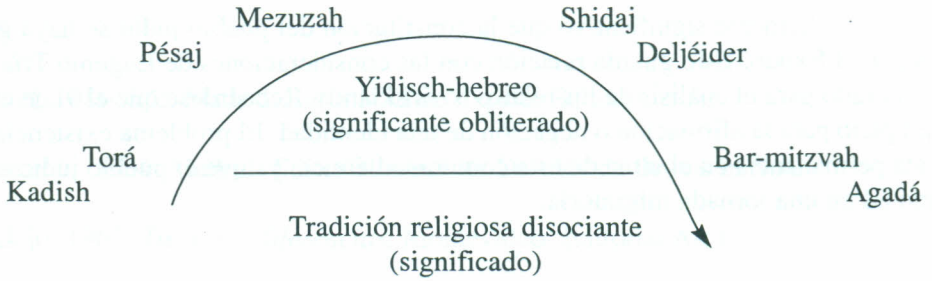 Mezuzah
Shidaj
Pésaj
Deljéider
Yidisch-hebreo
(significante obliterado)
Torá
Bar-mitzvah
Kadish
Agadá
Tradición religiosa disociante
(significado)